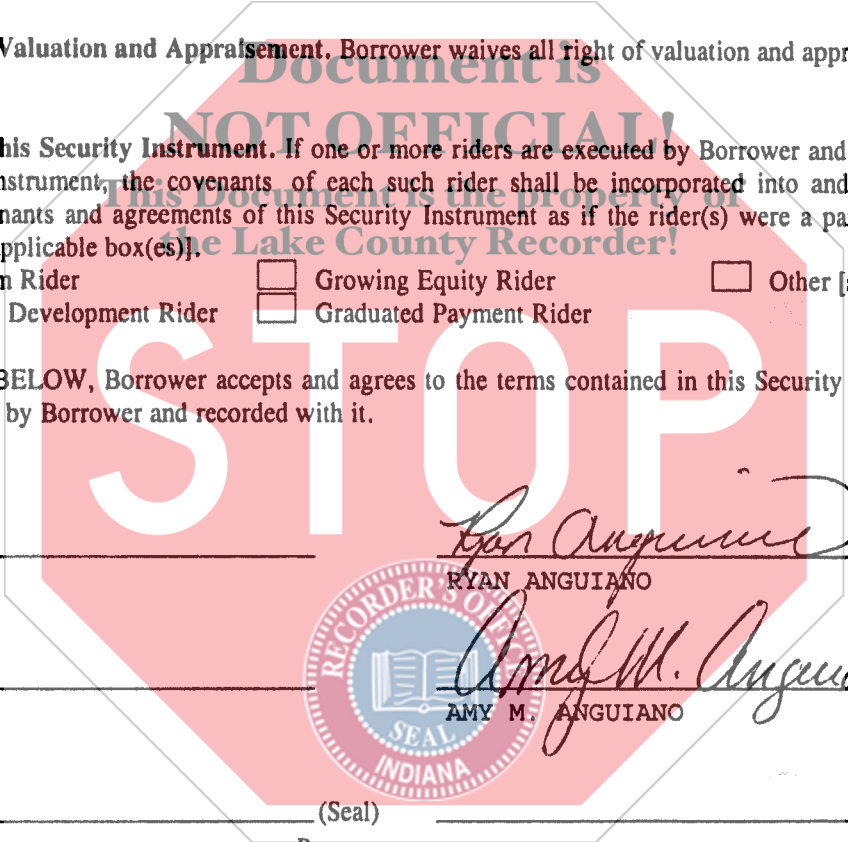 Valuation and Appraisement. Borrower waives all right of valuation and appr
Document is
NOT OFFICIAL!
his Security Instrument. If one or more riders are executed by Borrower and
nstrument, the covenants of each such rider shall be incorporated into and
This Document is the property of
nants and agreements of this Security Instrument as if the rider(s) were a pa
the Lake County Recorder!
pplicable box(es)].
n Rider Growing Equity Rider Other [
Development Rider Graduated Payment Rider
STOP
BELOW, Borrower accepts and agrees to the terms contained in this Security
by Borrower and recorded with it.
Ryan Anguiano
RYAN ANGUIANO
RECORDER'S OFFICE
Amy M. Anguia
AMY M. ANGUIANO
SEAL
INDIANA
(Seal)